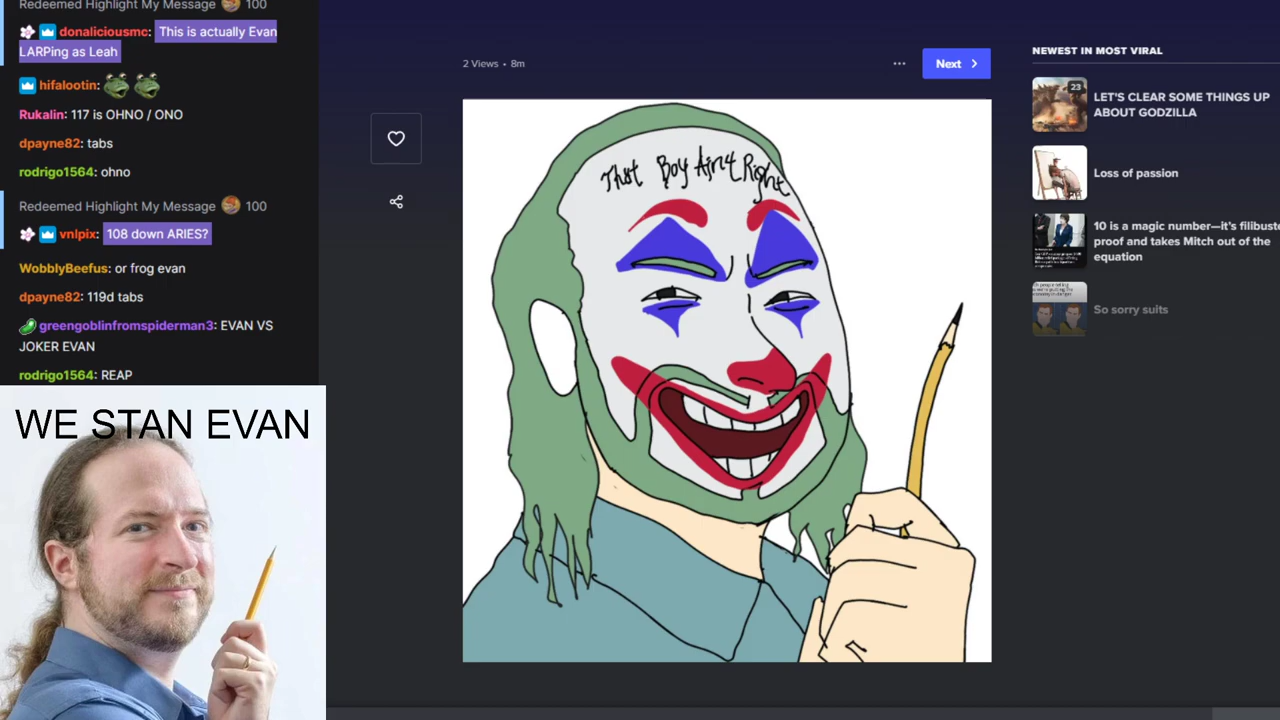 Redeemed Highlight My Message 100
donaliciousmc: This is actually Evan
LARPing as Leah
hifalootin:
Rukalin: 117 is OHNO / ONO
dpayne82: tabs
rodrigo1564: ohno
Redeemed Highlight My Message 100
vnlpix: 108 down ARIES?
WobblyBeefus: or frog evan
dpayne82: 119d tabs
greengoblinfromspiderman3: EVAN VS
JOKER EVAN
rodrigo1564: REAP
WE STAN EVAN
2 Views • 8m
Next
That Boy Ain't Right
NEWEST IN MOST VIRAL
23
LET'S CLEAR SOME THINGS UP
ABOUT GODZILLA
Loss of passion
10 is a magic number—it's filibuste
proof and takes Mitch out of the
equation
So sorry suits